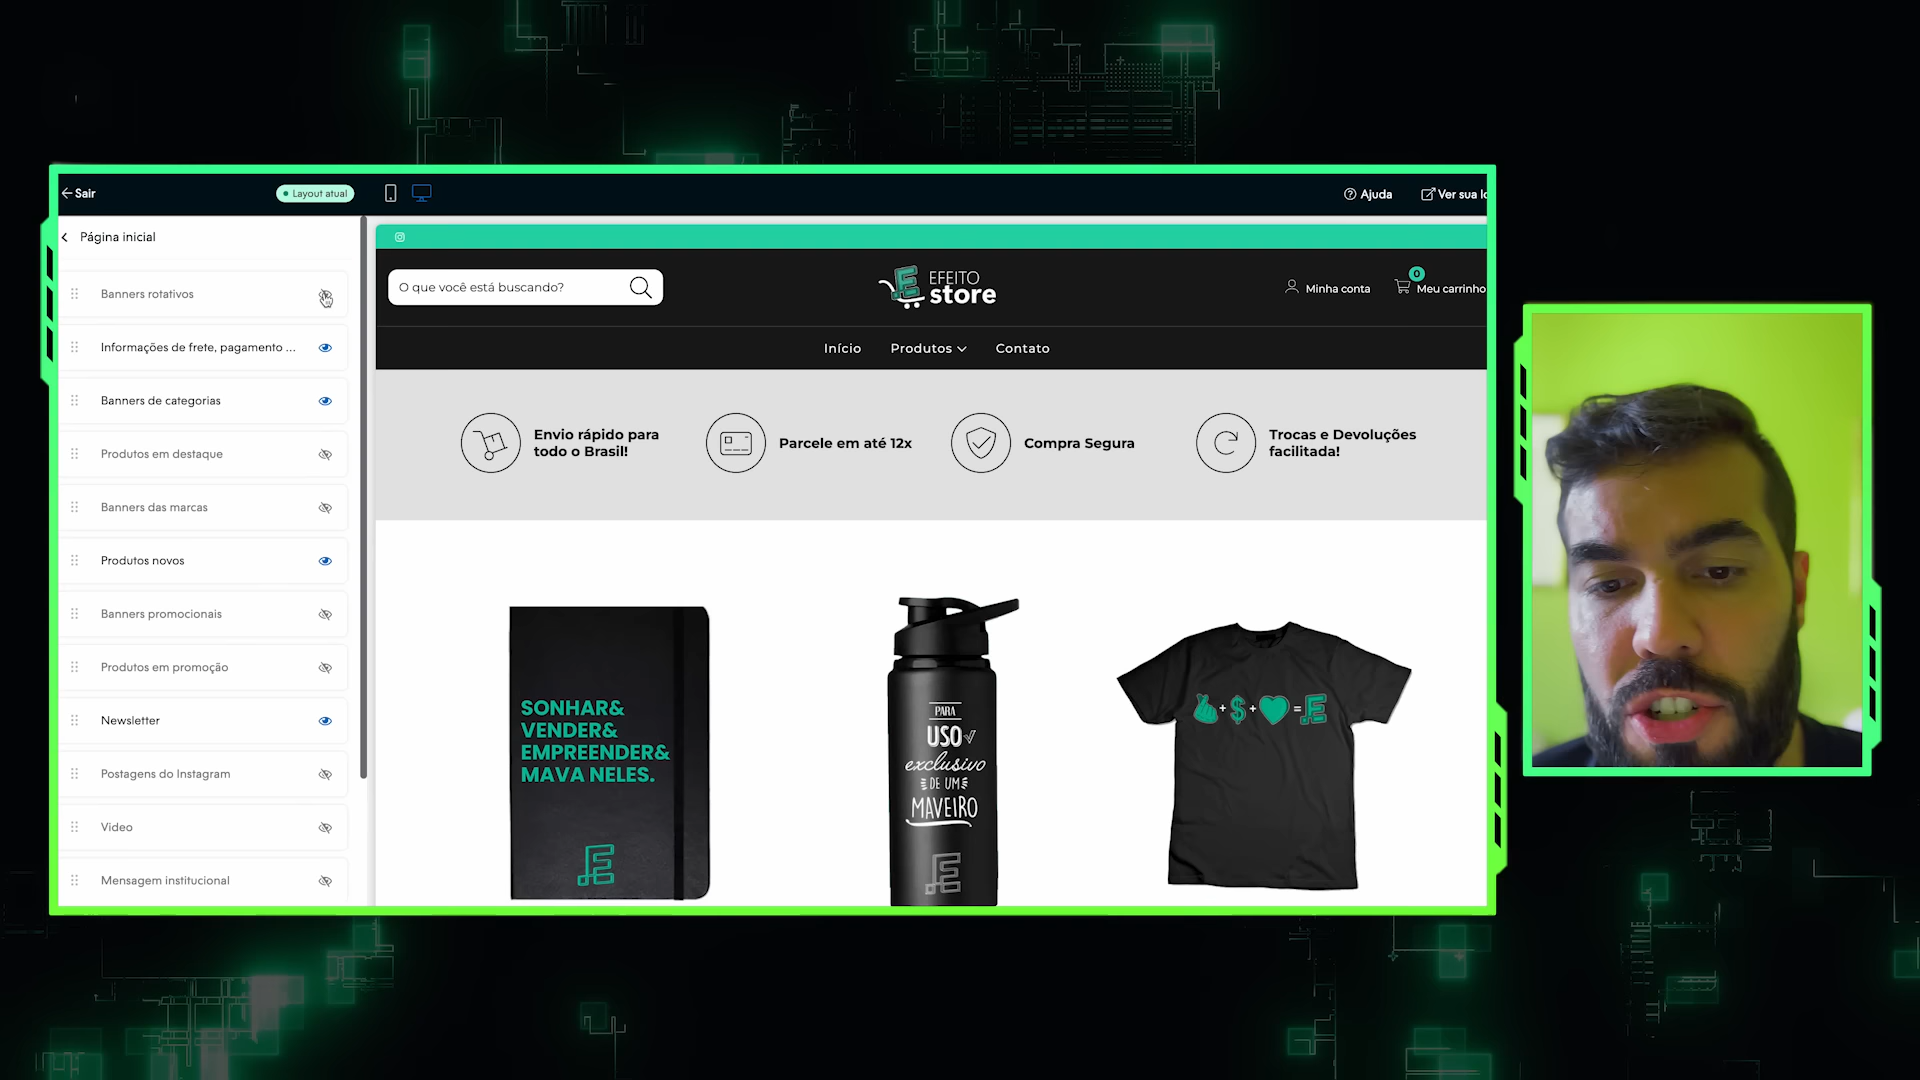 Sair
Layout atual
Ajuda
Ver sua lo
Página inicial
Banners rotativos
Informações de frete, pagamento ...
Banners de categorias
Produtos em destaque
Banners das marcas
Produtos novos
Banners promocionais
Produtos em promoção
Newsletter
Postagens do Instagram
Video
Mensagem institucional
O que você está buscando?
EFEITO
store
Minha conta
0
Meu carrinho
Início
Produtos
Contato
Envio rápido para
todo o Brasil!
Parcele em até 12x
Compra Segura
Trocas e Devoluções
facilitada!
SONHAR&
VENDER&
EMPREENDER&
MAVA NELES.
PARA
USO
exclusivo
DE UM
MAVEIRO
+ $ + =